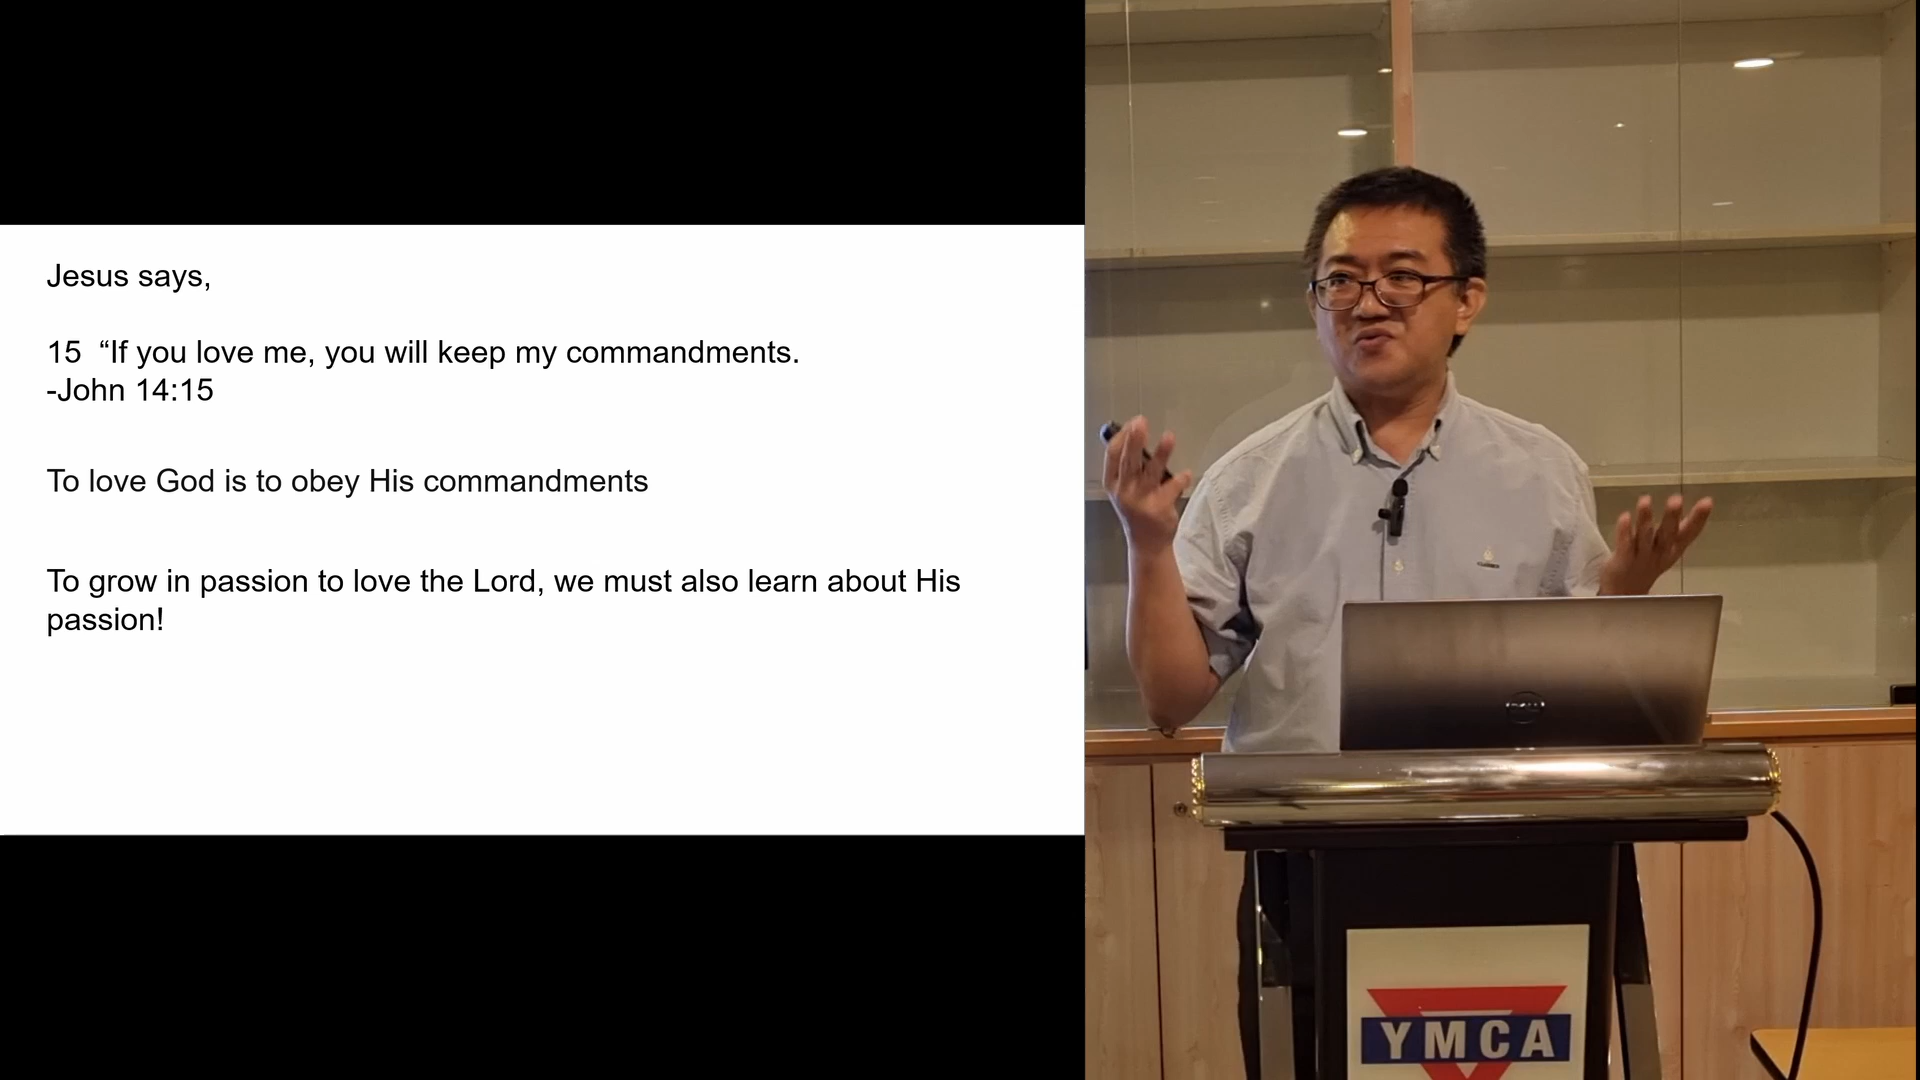 Jesus says,
15  “If you love me, you will keep my commandments.
-John 14:15
To love God is to obey His commandments
To grow in passion to love the Lord, we must also learn about His
passion!
DELL
YMCA